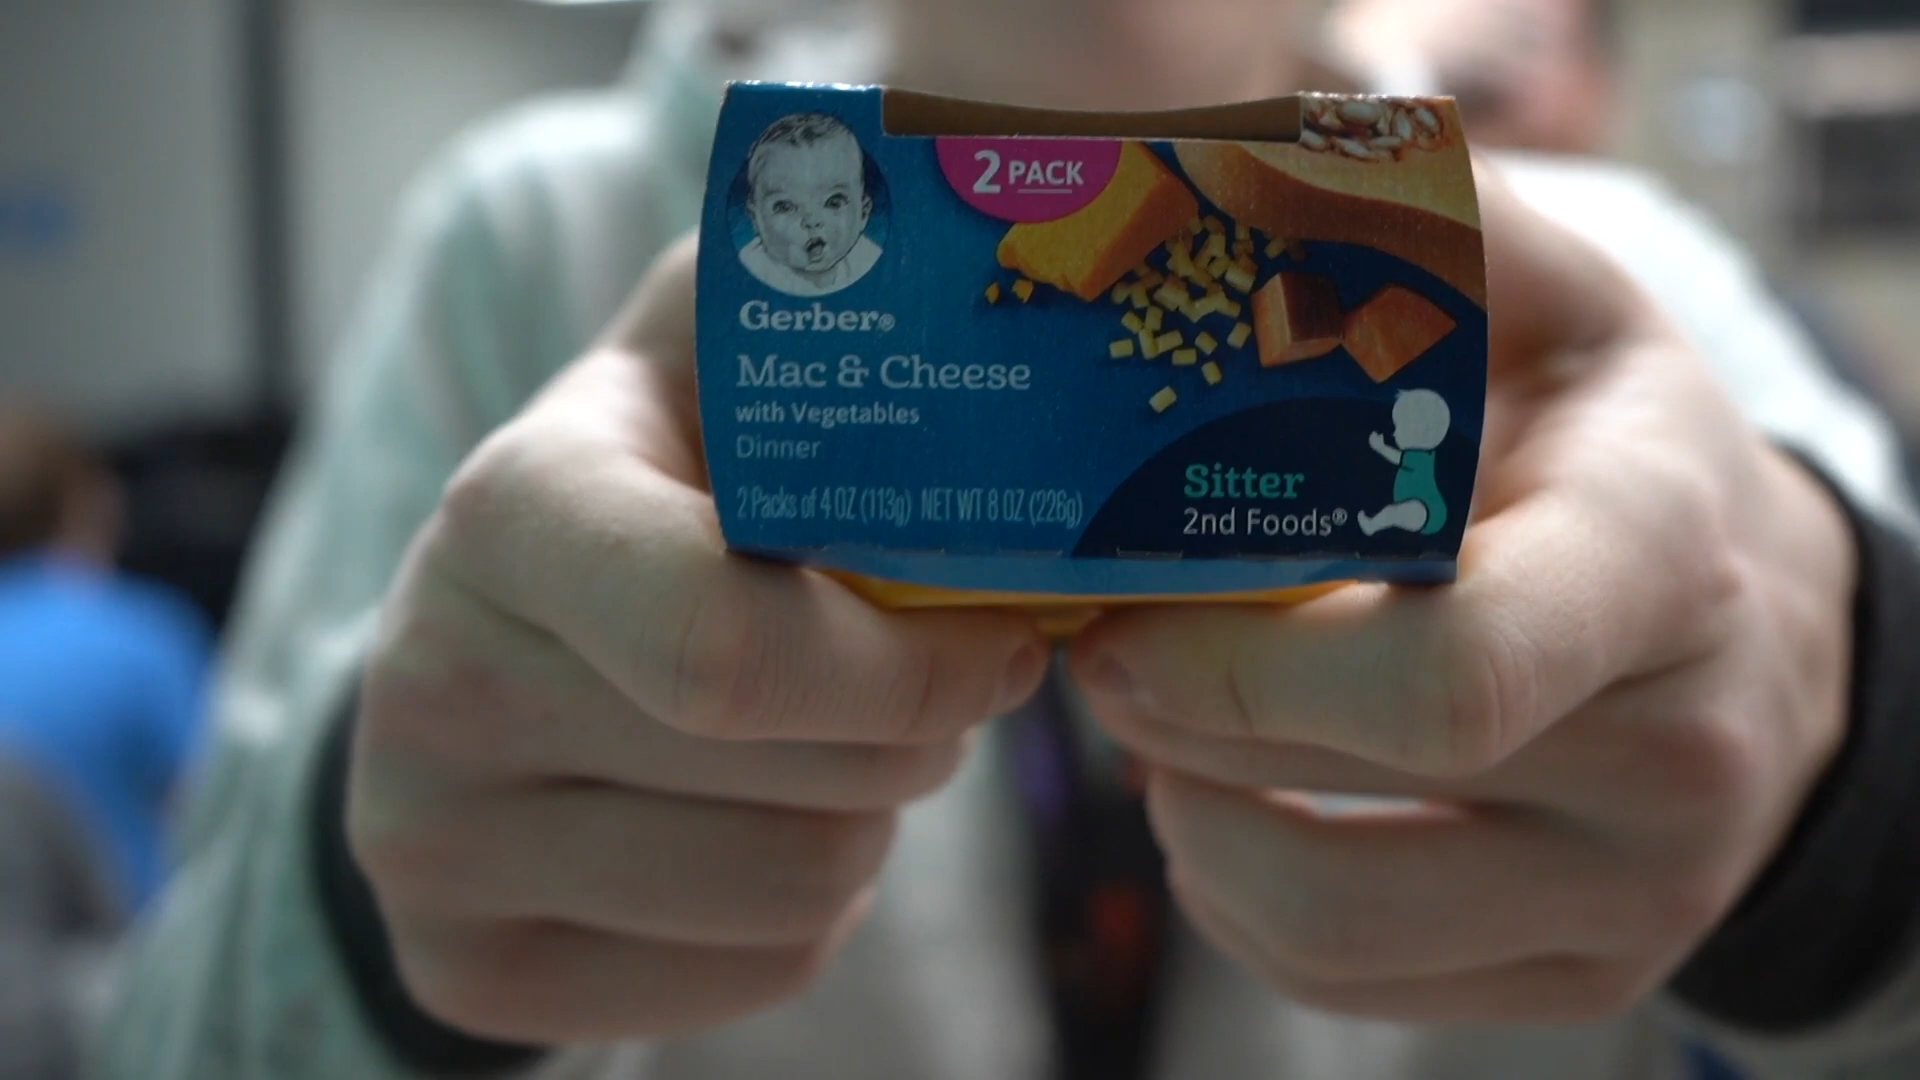 2 PACK
Gerber®
Mac & Cheese
with Vegetables
Dinner
2 Packs of 4 OZ (113g) NET WT 8 OZ (226g)
Sitter
2nd Foods®